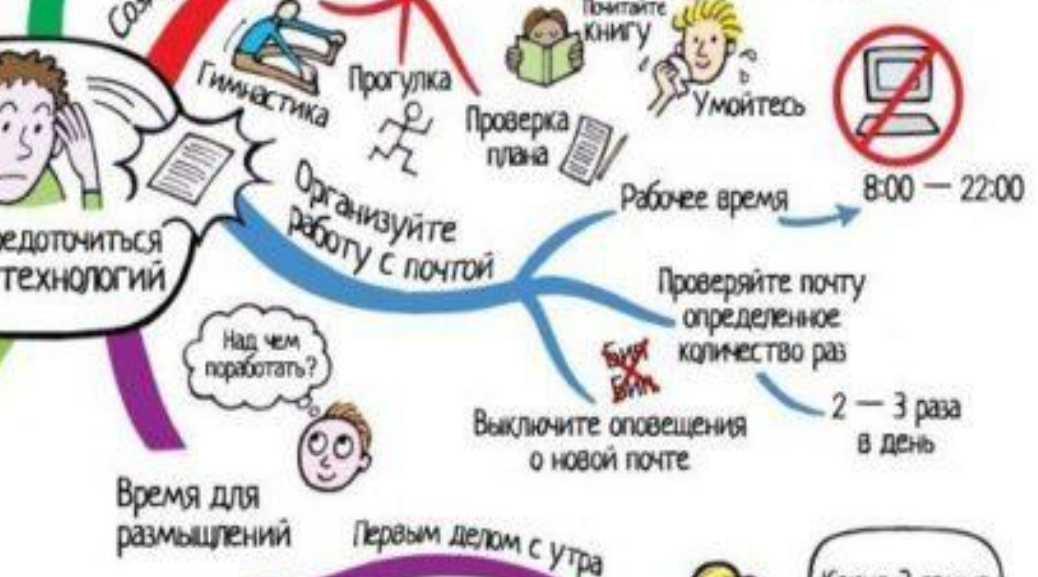 Почитайте
книгу
Гимнастика
Прогулка
Умойтесь
Проверка
плана
8:00 — 22:00
Рабочее время
Организуйте
работу с почтой
технологий
Проверяйте почту
определенное
количество раз
Над чем
поработать?
Бип
Бип
2 — 3 раза
в день
Выключите оповещения
о новой почте
Время для
размышлений
Первым делом с утра